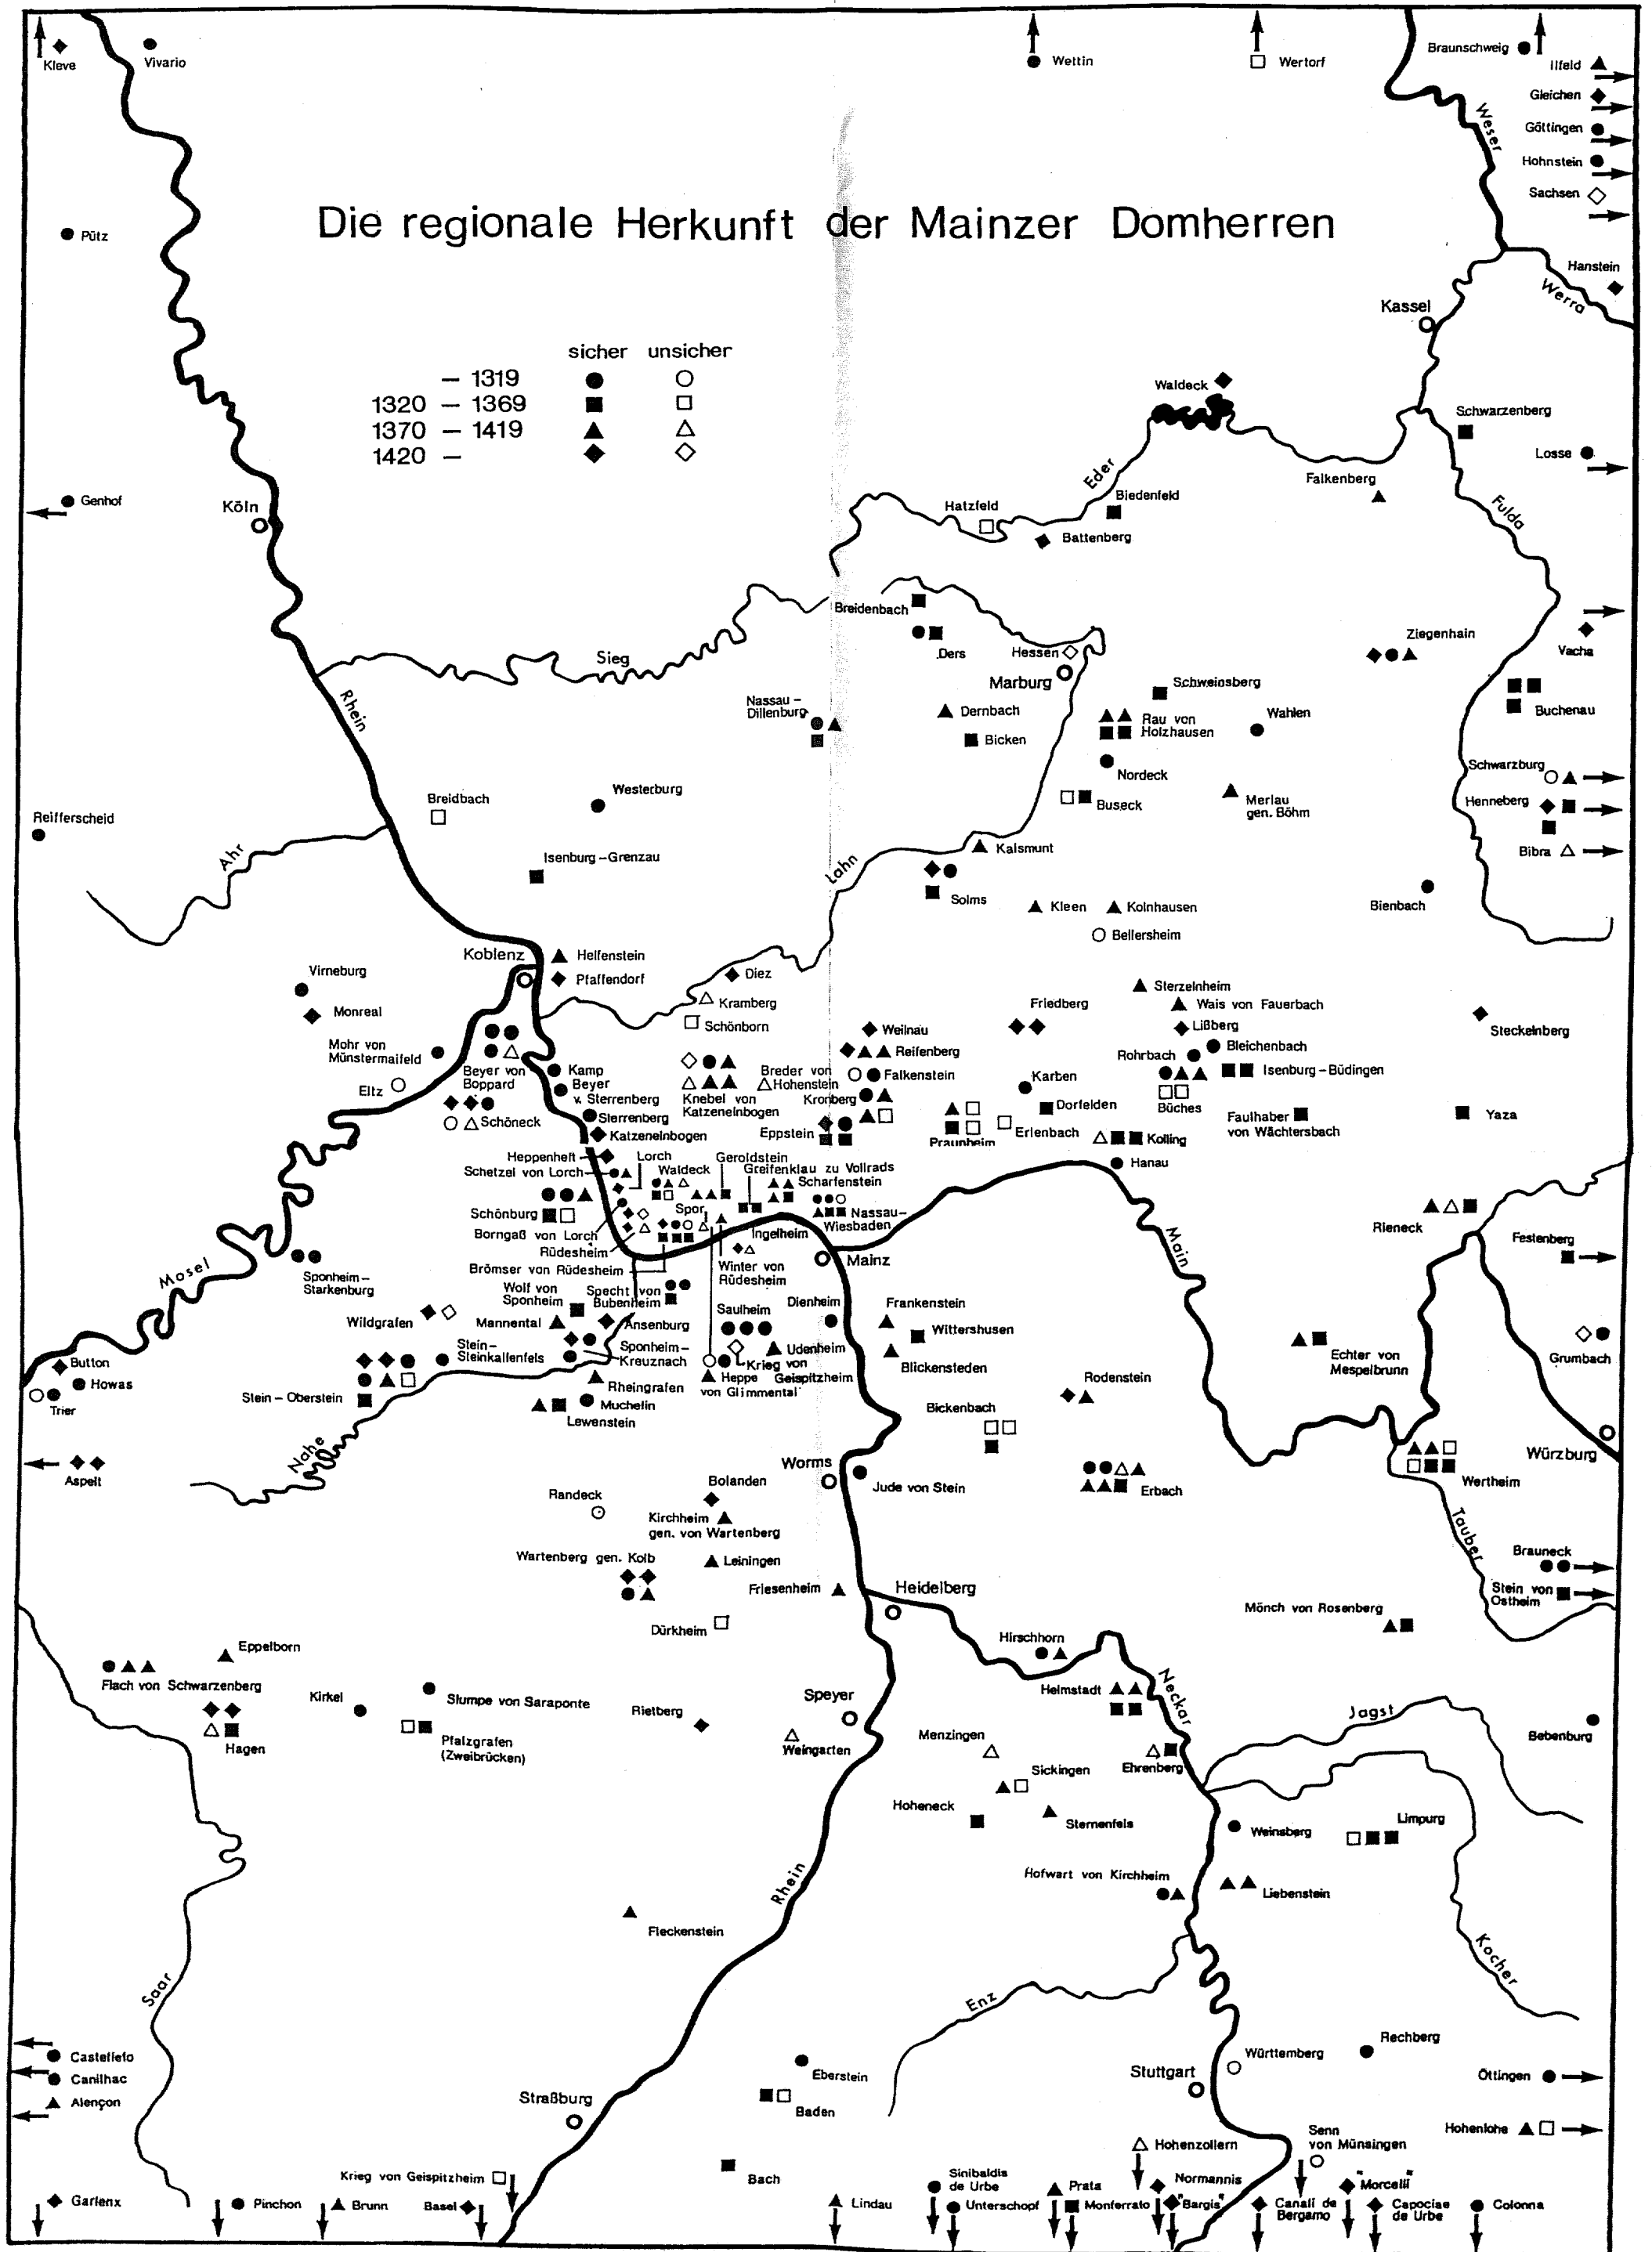 Kleve
Vivario
Wettin
Wertorf
Braunschweig
Ilfeld
Gleichen
Göttingen
Hohnstein
Sachsen
Weser
Pütz
Die regionale Herkunft der Mainzer Domherren
Hanstein
Werra
Kassel
sicher unsicher
– 1319
1320 – 1369
1370 – 1419
1420 –
Waldeck
Schwarzenberg
Losse
Eder
Falkenberg
Biedenfeld
Genhof
Köln
Hatzfeld
Battenberg
Fulda
Breidenbach
Ders
Hessen
Marburg
Ziegenhain
Vacha
Sieg
Rhein
Nassau –
Dillenburg
Dernbach
Bicken
Schweinsberg
Rau von
Holzhausen
Wahlen
Buchenau
Nordeck
Schwarzburg
Westerburg
Breidbach
Buseck
Merlau
gen. Böhm
Henneberg
Reifferscheid
Ahr
Isenburg – Grenzau
Kalsmunt
Lahn
Bibra
Solms
Kleen
Kolnhausen
Bienbach
Bellersheim
Koblenz
Helfenstein
Pfaffendorf
Virneburg
Diez
Monreal
Kramberg
Schönborn
Sterzelnheim
Wais von Fauerbach
Friedberg
Lißberg
Steckelnberg
Mohr von
Münstermaifeld
Weilnau
Reifenberg
Bleichenbach
Rohrbach
Beyer von
Boppard
Kamp
Beyer
v. Sterrenberg
Breder von
Hohenstein
Falkenstein
Karben
Isenburg – Büdingen
Eltz
Knebel von
Katzenelnbogen
Kronberg
Dorfelden
Büches
Schöneck
Sterrenberg
Katzenelnbogen
Eppstein
Praunheim
Erlenbach
Faulhaber
von Wächtersbach
Yaza
Kolling
Hanau
Heppenheft
Lorch
Schetzel von Lorch
Waldeck
Geroldstein
Greifenklau zu Vollrads
Scharfenstein
Schönburg
Spor
Nassau –
Wiesbaden
Rieneck
Borngaß von Lorch
Ingelheim
Rüdesheim
Main
Festenberg
Mainz
Mosel
Sponheim –
Starkenburg
Brömser von Rüdesheim
Winter von
Rüdesheim
Wolf von
Sponheim
Specht von
Bubenheim
Wildgrafen
Mannental
Ansenburg
Saulheim
Dienheim
Frankenstein
Wittershusen
Stein –
Steinkallenfels
Sponheim –
Kreuznach
Udenheim
Blickensteden
Echter von
Mespelbrunn
Grumbach
Button
Howas
Trier
Krieg von
Geispitzheim
Heppe
von Glimmental
Rheingrafen
Stein – Oberstein
Muchelin
Lewenstein
Rodenstein
Bickenbach
Nahe
Aspelt
Worms
Jude von Stein
Erbach
Würzburg
Wertheim
Randeck
Bolanden
Kirchheim
gen. von Wartenberg
Tauber
Wartenberg gen. Kolb
Leiningen
Brauneck
Friesenheim
Heidelberg
Stein von
Ostheim
Dürkheim
Mönch von Rosenberg
Hirschhorn
Eppelborn
Flach von Schwarzenberg
Kirkel
Slumpe von Saraponte
Rietberg
Speyer
Helmstadt
Neckar
Jagst
Hagen
Pfalzgrafen
(Zweibrücken)
Weingarten
Menzingen
Bebenburg
Ehrenberg
Sickingen
Hoheneck
Sternenfels
Weinsberg
Limpurg
Hofwart von Kirchheim
Liebenstein
Rhein
Fleckenstein
Kocher
Saar
Enz
Castelleto
Canilhac
Alençon
Eberstein
Baden
Stuttgart
Württemberg
Rechberg
Öttingen
Straßburg
Hohenlohe
Hohenzollern
Senn
von Münsingen
Krieg von Geispitzheim
Bach
Sinibaldis
de Urbe
Prata
Normannis
"Morcelli"
Garlenx
Pinchon
Brunn
Basel
Lindau
Unterschopf
Monferrato
"Bargis"
Canali de
Bergamo
Capociae
de Urbe
Colonna